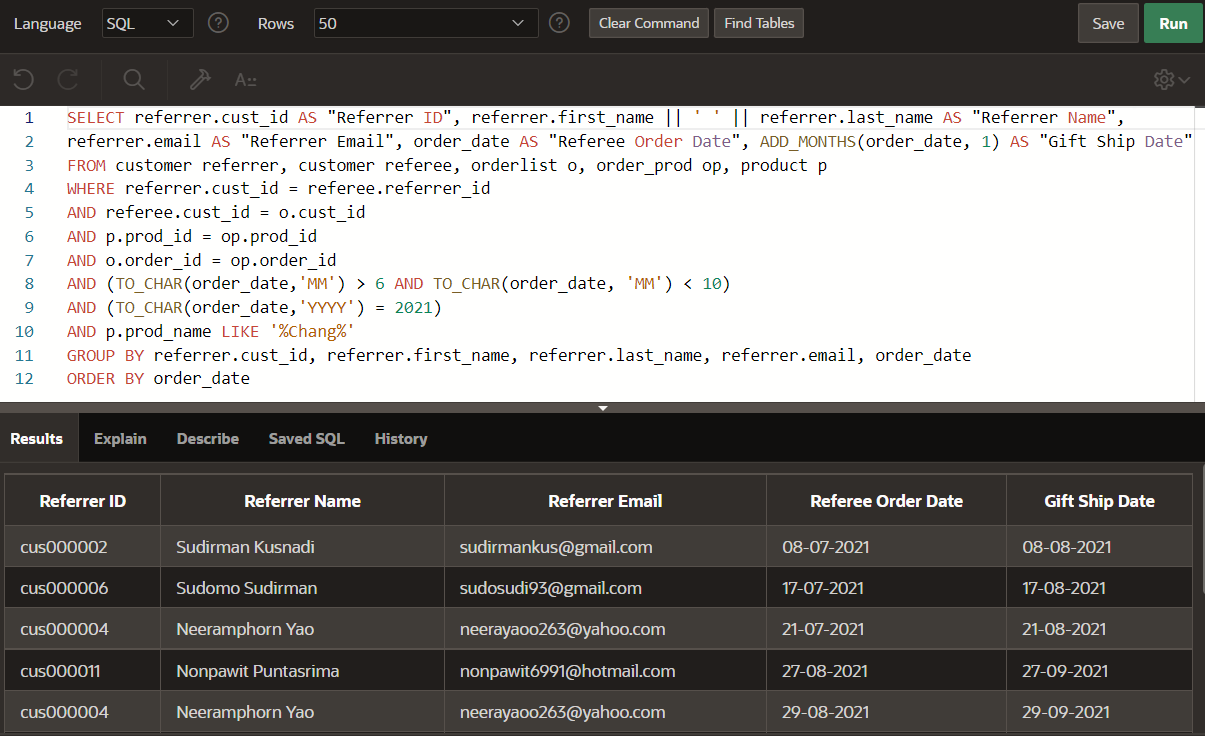 Language SQL Rows 50 Clear Command Find Tables Save Run
A::
1 SELECT referrer.cust_id AS "Referrer ID", referrer.first_name || ' ' || referrer.last_name AS "Referrer Name",
2 referrer.email AS "Referrer Email", order_date AS "Referee Order Date", ADD_MONTHS(order_date, 1) AS "Gift Ship Date"
3 FROM customer referrer, customer referee, orderlist o, order_prod op, product p
4 WHERE referrer.cust_id = referee.referrer_id
5 AND referee.cust_id = o.cust_id
6 AND p.prod_id = op.prod_id
7 AND o.order_id = op.order_id
8 AND (TO_CHAR(order_date,'MM') > 6 AND TO_CHAR(order_date, 'MM') < 10)
9 AND (TO_CHAR(order_date,'YYYY') = 2021)
10 AND p.prod_name LIKE '%Chang%'
11 GROUP BY referrer.cust_id, referrer.first_name, referrer.last_name, referrer.email, order_date
12 ORDER BY order_date
Results Explain Describe Saved SQL History
Referrer ID Referrer Name Referrer Email Referee Order Date Gift Ship Date
cus000002 Sudirman Kusnadi sudirmankus@gmail.com 08-07-2021 08-08-2021
cus000006 Sudomo Sudirman sudosudi93@gmail.com 17-07-2021 17-08-2021
cus000004 Neeramphorn Yao neerayaoo263@yahoo.com 21-07-2021 21-08-2021
cus000011 Nonpawit Puntasrima nonpawit6991@hotmail.com 27-08-2021 27-09-2021
cus000004 Neeramphorn Yao neerayaoo263@yahoo.com 29-08-2021 29-09-2021